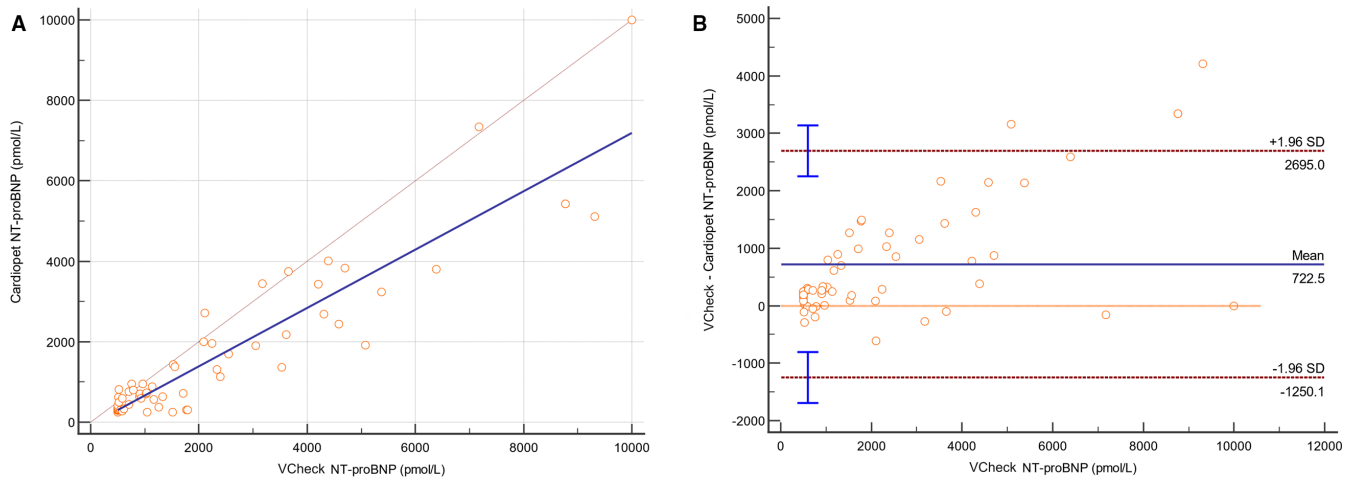 A
Cardiopet NT-proBNP (pmol/L)
10000
8000
6000
4000
2000
0
0 2000 4000 6000 8000 10000
VCheck NT-proBNP (pmol/L)
B
VCheck - Cardiopet NT-proBNP (pmol/L)
5000
4000
3000
2000
1000
0
-1000
-2000
+1.96 SD
2695.0
Mean
722.5
-1.96 SD
-1250.1
0 2000 4000 6000 8000 10000 12000
VCheck NT-proBNP (pmol/L)